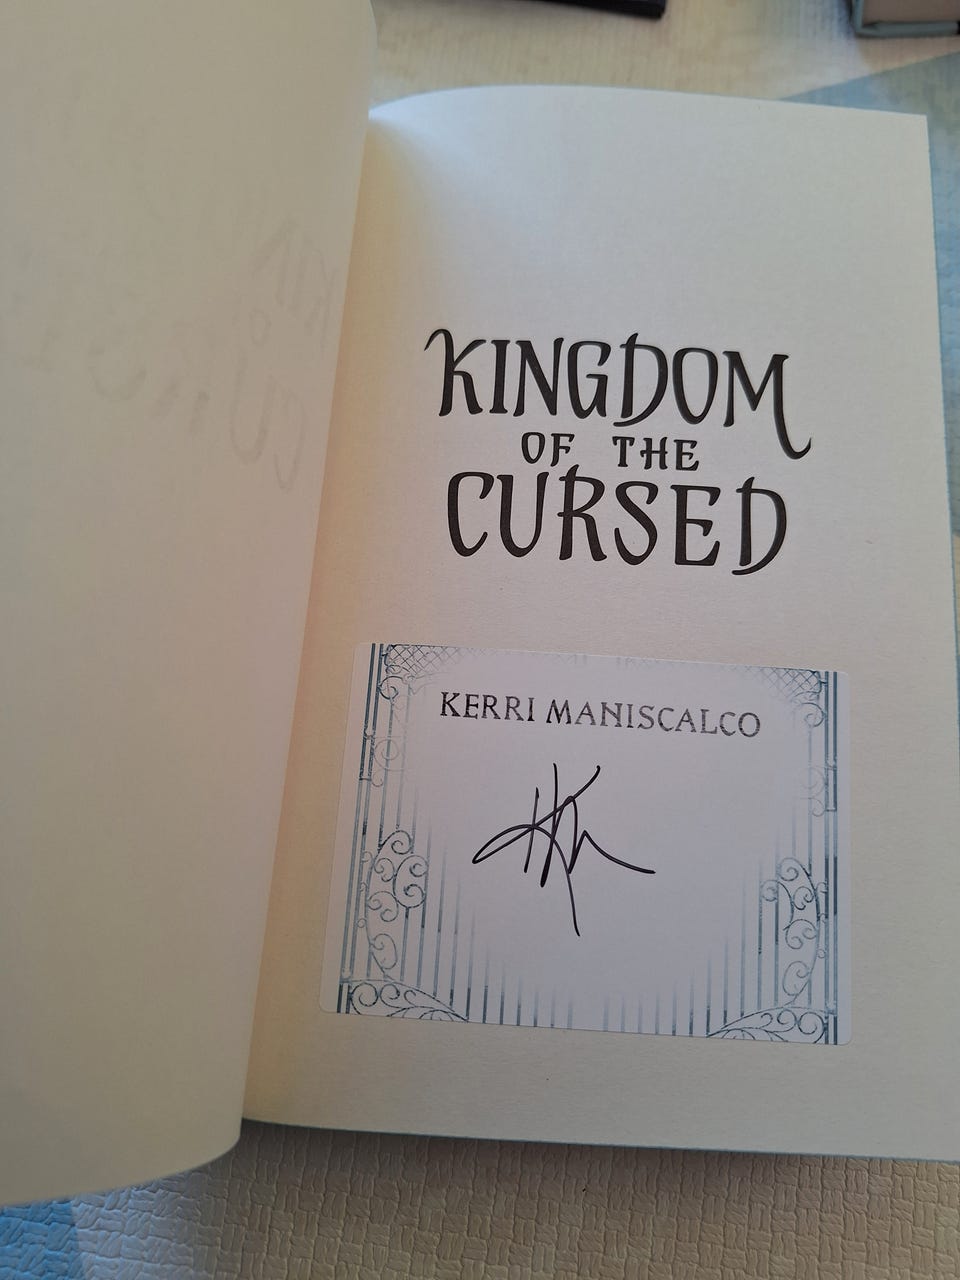 KINGDOM
OF THE
CURSED
KERRI MANISCALCO